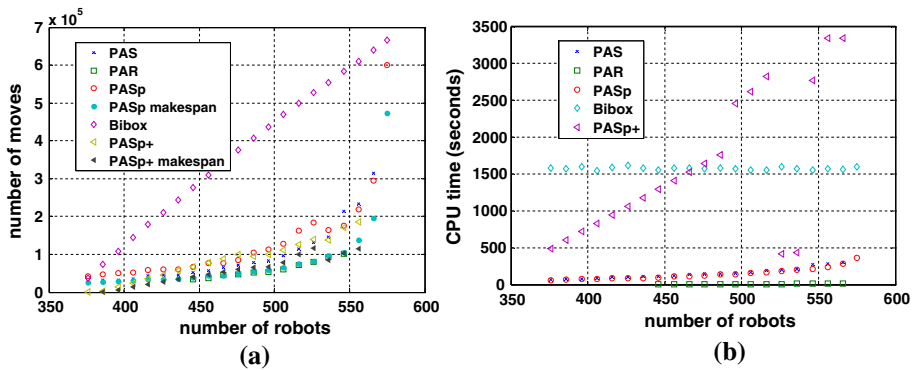 x 10^5
7
6
5
4
3
2
1
0
number of moves
PAS
PAR
PASp
PASp makespan
Bibox
PASp+
PASp+ makespan
350 400 450 500 550 600
number of robots
(a)
3500
3000
2500
2000
1500
1000
500
0
CPU time (seconds)
PAS
PAR
PASp
Bibox
PASp+
350 400 450 500 550 600
number of robots
(b)